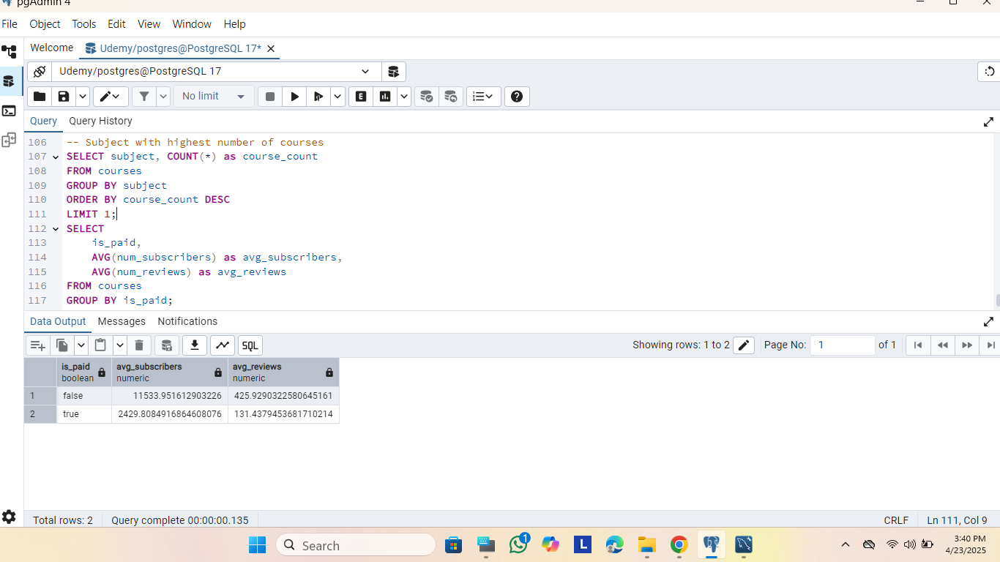 pgAdmin 4
File Object Tools Edit View Window Help
Welcome Udemy/postgres@PostgreSQL 17*
Udemy/postgres@PostgreSQL 17
No limit E
Query Query History
106 -- Subject with highest number of courses
107 SELECT subject, COUNT(*) as course_count
108 FROM courses
109 GROUP BY subject
110 ORDER BY course_count DESC
111 LIMIT 1;
112 SELECT
113 is_paid,
114 AVG(num_subscribers) as avg_subscribers,
115 AVG(num_reviews) as avg_reviews
116 FROM courses
117 GROUP BY is_paid;
Data Output Messages Notifications
SQL Showing rows: 1 to 2 Page No: 1 of 1
is_paid avg_subscribers avg_reviews
boolean numeric numeric
1 false 11533.951612903226 425.9290322580645161
2 true 2429.8084916864608076 131.4379453681710214
Total rows: 2 Query complete 00:00:00.135 CRLF Ln 111, Col 9
Search 1 L 3:40 PM
4/23/2025